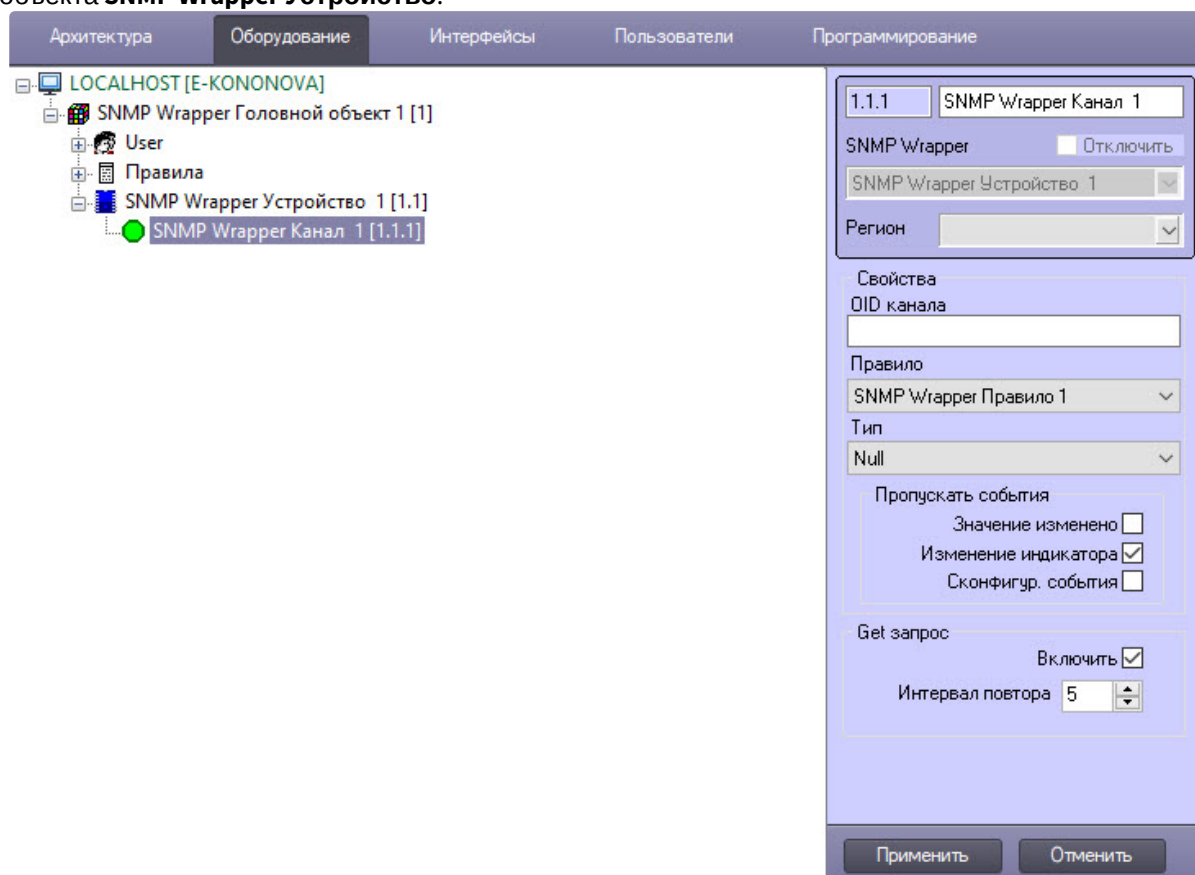 объекта SNMP Wrapper Устройство.
Архитектура Оборудование Интерфейсы Пользователи Программирование
LOCALHOST [E-KONONOVA]
SNMP Wrapper Головной объект 1 [1]
User
Правила
SNMP Wrapper Устройство 1 [1.1]
SNMP Wrapper Канал 1 [1.1.1]
1.1.1 SNMP Wrapper Канал 1
SNMP Wrapper Отключить
SNMP Wrapper Устройство 1
Регион
Свойства
OID канала
Правило
SNMP Wrapper Правило 1
Тип
Null
Пропускать события
Значение изменено
Изменение индикатора
Сконфигур. события
Get запрос
Включить
Интервал повтора 5
Применить Отменить